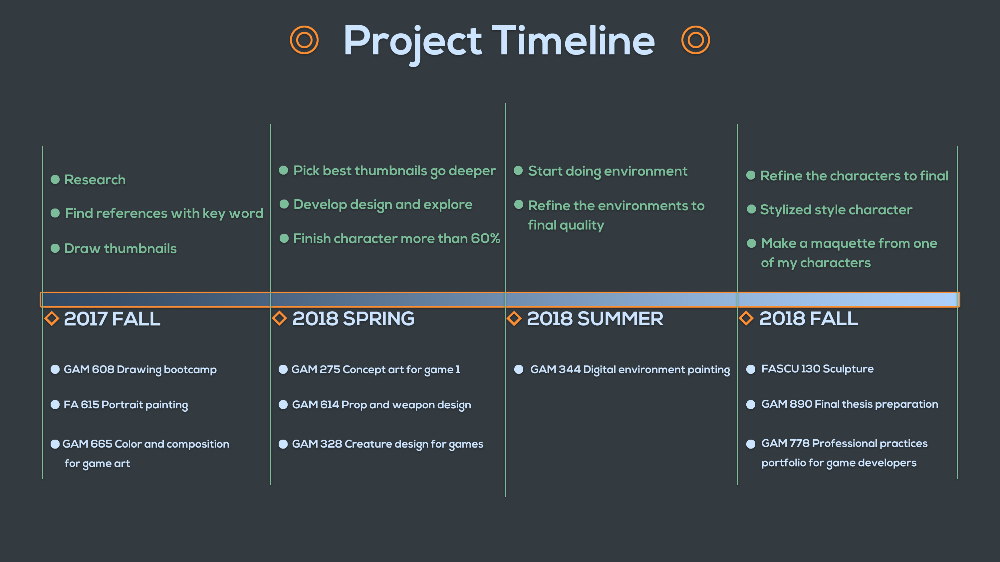 Project Timeline
Research
Find references with key word
Draw thumbnails
Pick best thumbnails go deeper
Develop design and explore
Finish character more than 60%
Start doing environment
Refine the environments to
final quality
Refine the characters to final
Stylized style character
Make a maquette from one
of my characters
2017 FALL
2018 SPRING
2018 SUMMER
2018 FALL
GAM 608 Drawing bootcamp
FA 615 Portrait painting
GAM 665 Color and composition
for game art
GAM 275 Concept art for game 1
GAM 614 Prop and weapon design
GAM 328 Creature design for games
GAM 344 Digital environment painting
FASCU 130 Sculpture
GAM 890 Final thesis preparation
GAM 778 Professional practices
portfolio for game developers